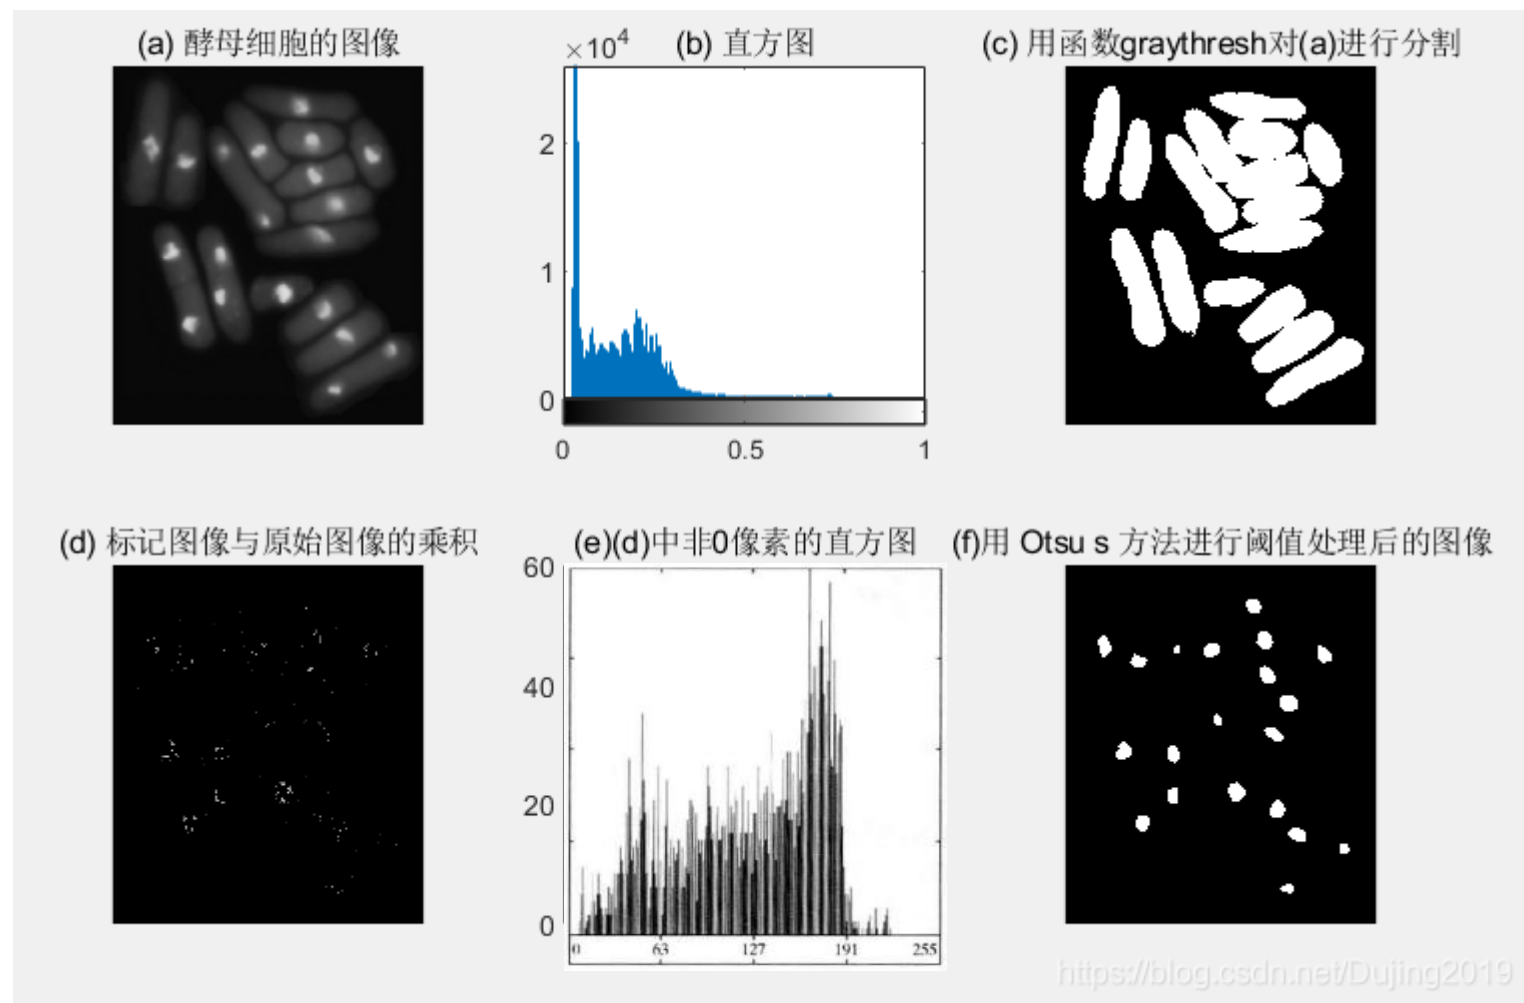 (a) 酵母细胞的图像
×10⁴
(b) 直方图
(c) 用函数graythresh对(a)进行分割
2
1
0
0 0.5 1
(d) 标记图像与原始图像的乘积
(e)(d)中非0像素的直方图
(f)用 Otsu s 方法进行阈值处理后的图像
60
40
20
0
0 63 127 191 255
https://blog.csdn.net/Dujing2019